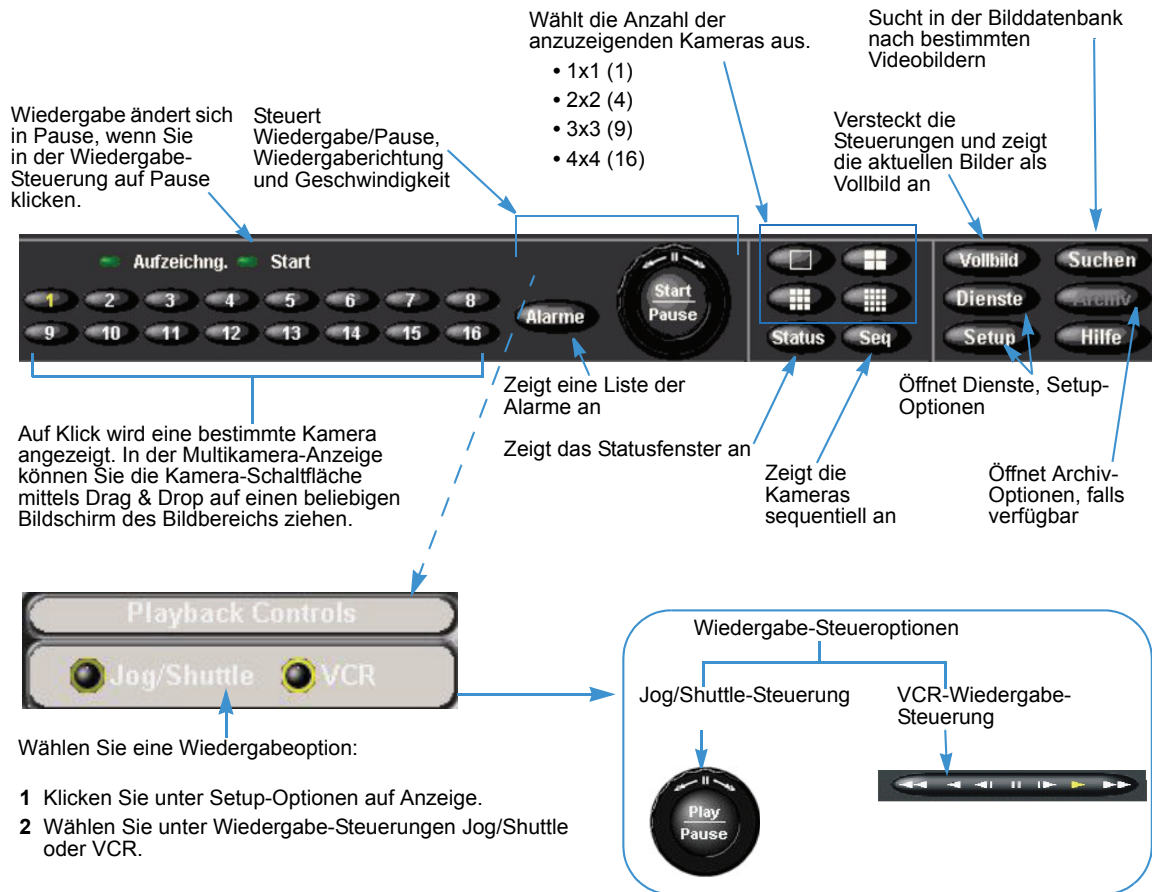 Wählt die Anzahl der
anzuzeigenden Kameras aus.
• 1x1 (1)
• 2x2 (4)
• 3x3 (9)
• 4x4 (16)
Sucht in der Bilddatenbank
nach bestimmten
Videobildern
Wiedergabe ändert sich
in Pause, wenn Sie
in der Wiedergabe-
Steuerung auf Pause
klicken.
Steuert
Wiedergabe/Pause,
Wiedergaberichtung
und Geschwindigkeit
Versteckt die
Steuerungen und zeigt
die aktuellen Bilder als
Vollbild an
Aufzeichng. Start
1 2 3 4 5 6 7 8
9 10 11 12 13 14 15 16
Alarme
Start
Pause
Status Seq
Vollbild Suchen
Dienste Archiv
Setup Hilfe
Zeigt eine Liste der
Alarme an
Öffnet Dienste, Setup-
Optionen
Auf Klick wird eine bestimmte Kamera
angezeigt. In der Multikamera-Anzeige
können Sie die Kamera-Schaltfläche
mittels Drag & Drop auf einen beliebigen
Bildschirm des Bildbereichs ziehen.
Zeigt das Statusfenster an
Zeigt die
Kameras
sequentiell an
Öffnet Archiv-
Optionen, falls
verfügbar
Playback Controls
Jog/Shuttle VCR
Wählen Sie eine Wiedergabeoption:
1 Klicken Sie unter Setup-Optionen auf Anzeige.
2 Wählen Sie unter Wiedergabe-Steuerungen Jog/Shuttle
oder VCR.
Wiedergabe-Steueroptionen
Jog/Shuttle-Steuerung
VCR-Wiedergabe-
Steuerung
Play
Pause